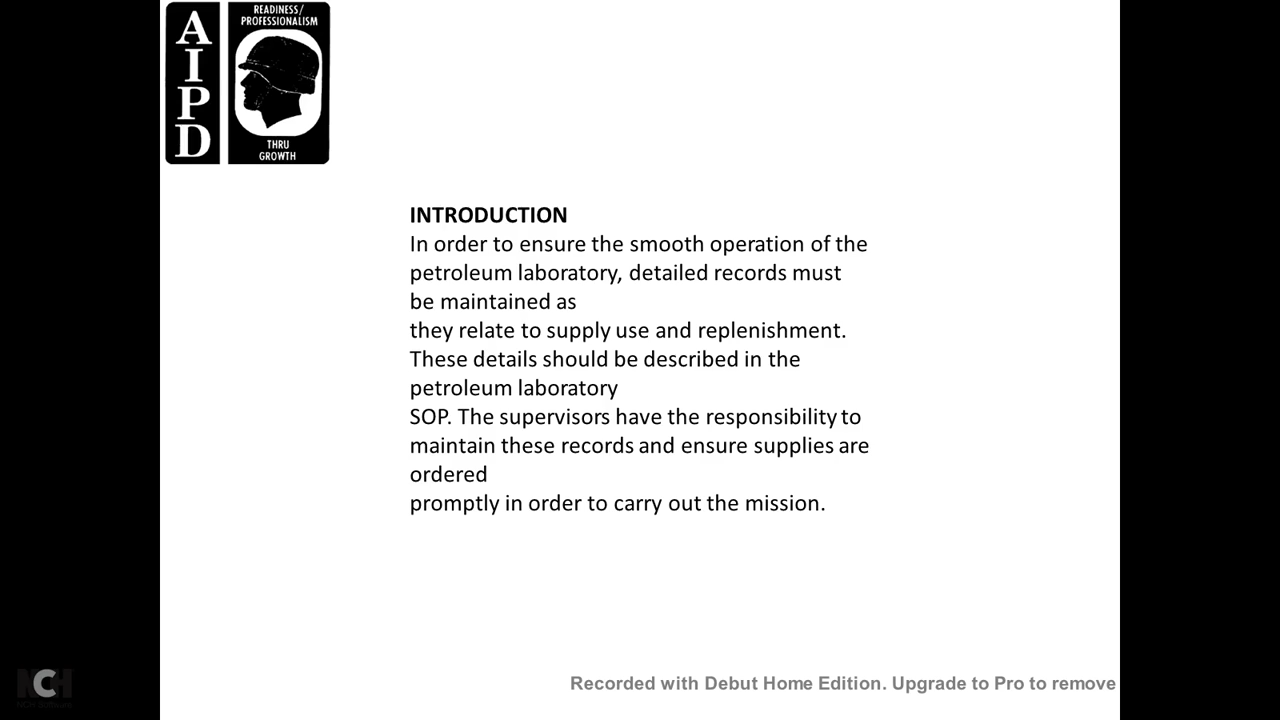 AIPD
READINESS/
PROFESSIONALISM
THRU
GROWTH
INTRODUCTION
In order to ensure the smooth operation of the
petroleum laboratory, detailed records must
be maintained as
they relate to supply use and replenishment.
These details should be described in the
petroleum laboratory
SOP. The supervisors have the responsibility to
maintain these records and ensure supplies are
ordered
promptly in order to carry out the mission.
NCH
NCH Software
Recorded with Debut Home Edition. Upgrade to Pro to remove